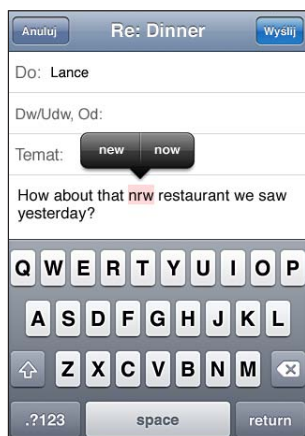 Anuluj Re: Dinner Wyślij
Do: Lance
Dw/Udw, Od:
Temat:
new now
How about that nrw restaurant we saw
yesterday?
Q W E R T Y U I O P
A S D F G H J K L
Z X C V B N M
.?123 space return